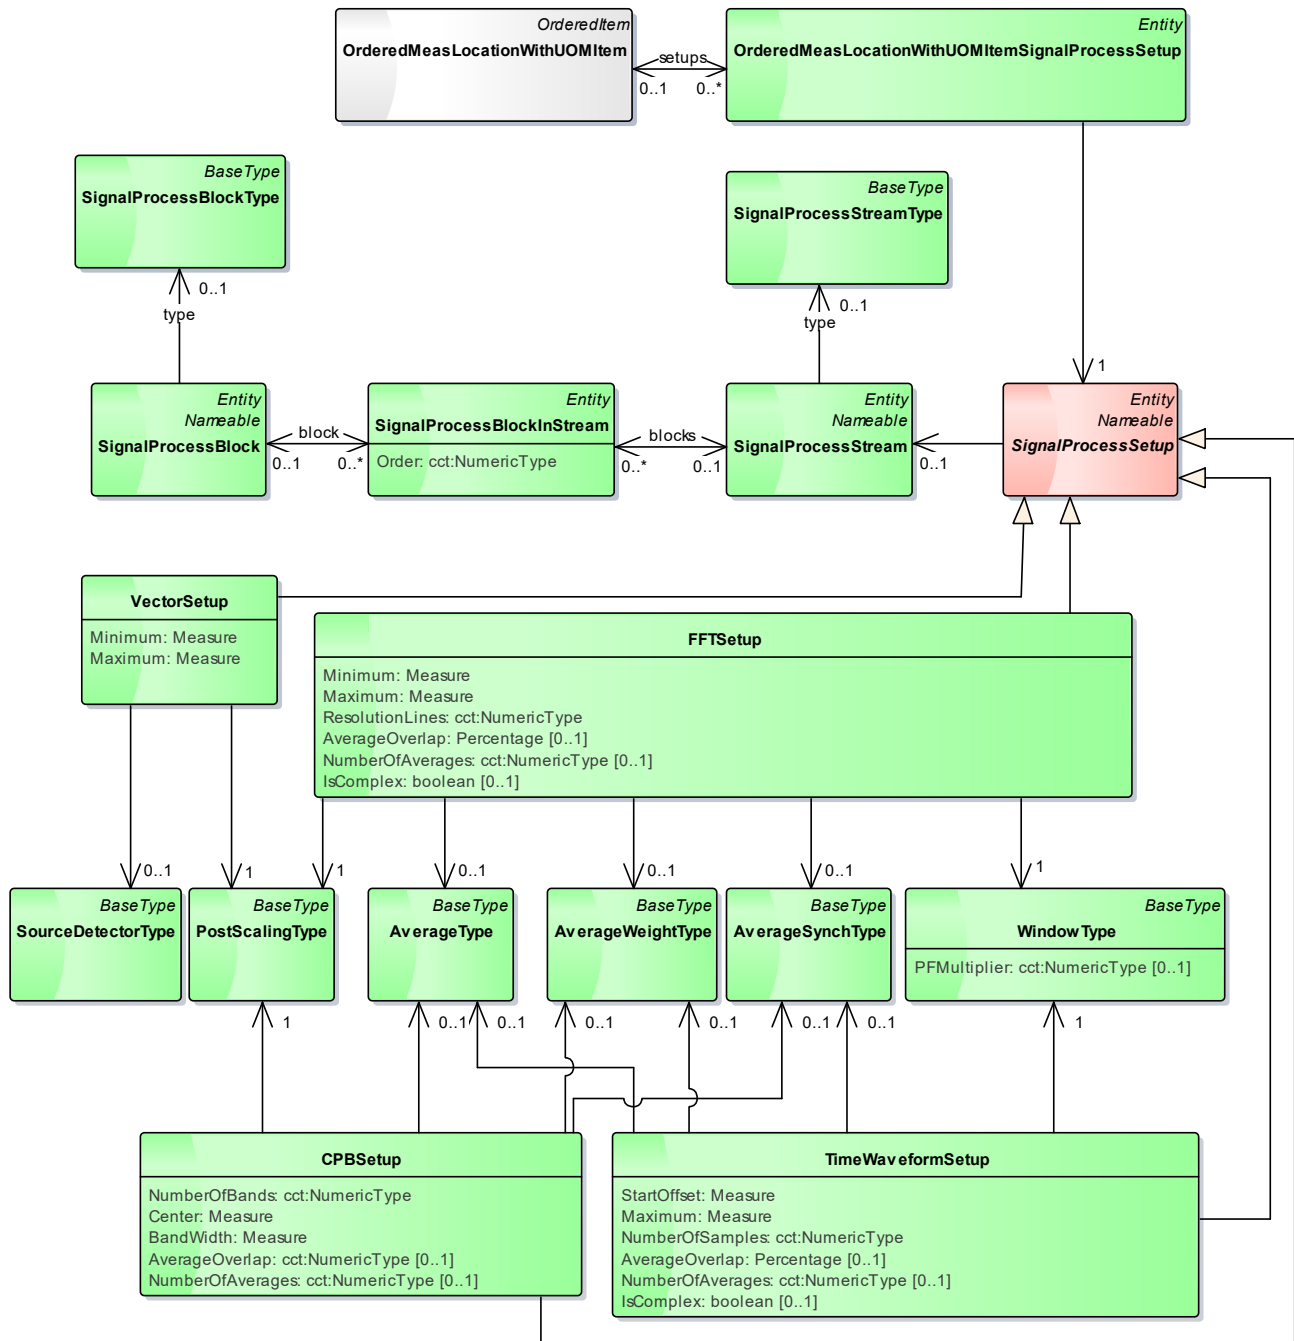 OrderedItem
OrderedMeasLocationWithUOMItem
Entity
OrderedMeasLocationWithUOMItemSignalProcessSetup
setups
0..1
0..*
BaseType
SignalProcessBlockType
BaseType
SignalProcessStreamType
0..1
type
0..1
type
1
Entity
Nameable
SignalProcessBlock
block
0..1
0..*
Entity
SignalProcessBlockInStream
Order: cct:NumericType
blocks
0..*
0..1
Entity
Nameable
SignalProcessStream
0..1
Entity
Nameable
SignalProcessSetup
VectorSetup
Minimum: Measure
Maximum: Measure
FFTSetup
Minimum: Measure
Maximum: Measure
ResolutionLines: cct:NumericType
AverageOverlap: Percentage [0..1]
NumberOfAverages: cct:NumericType [0..1]
IsComplex: boolean [0..1]
0..1
1
1
0..1
0..1
0..1
1
BaseType
SourceDetectorType
BaseType
PostScalingType
BaseType
AverageType
BaseType
AverageWeightType
BaseType
AverageSynchType
BaseType
WindowType
PFMultiplier: cct:NumericType [0..1]
1
0..1
0..1
0..1
0..1
0..1
0..1
1
CPBSetup
NumberOfBands: cct:NumericType
Center: Measure
BandWidth: Measure
AverageOverlap: cct:NumericType [0..1]
NumberOfAverages: cct:NumericType [0..1]
TimeWaveformSetup
StartOffset: Measure
Maximum: Measure
NumberOfSamples: cct:NumericType
AverageOverlap: Percentage [0..1]
NumberOfAverages: cct:NumericType [0..1]
IsComplex: boolean [0..1]